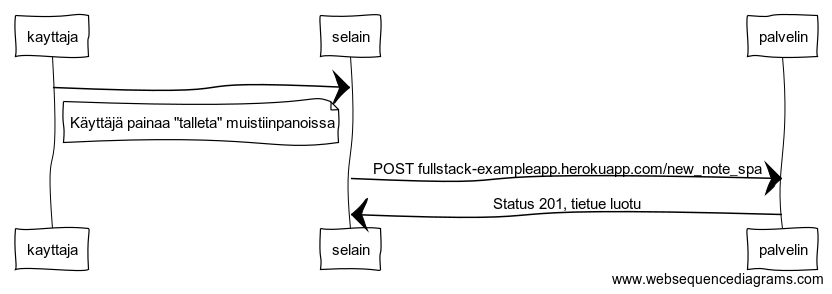 kayttaja
selain
palvelin
Käyttäjä painaa "talleta" muistiinpanoissa
POST fullstack-exampleapp.herokuapp.com/new_note_spa
Status 201, tietue luotu
kayttaja
selain
palvelin
www.websequencediagrams.com